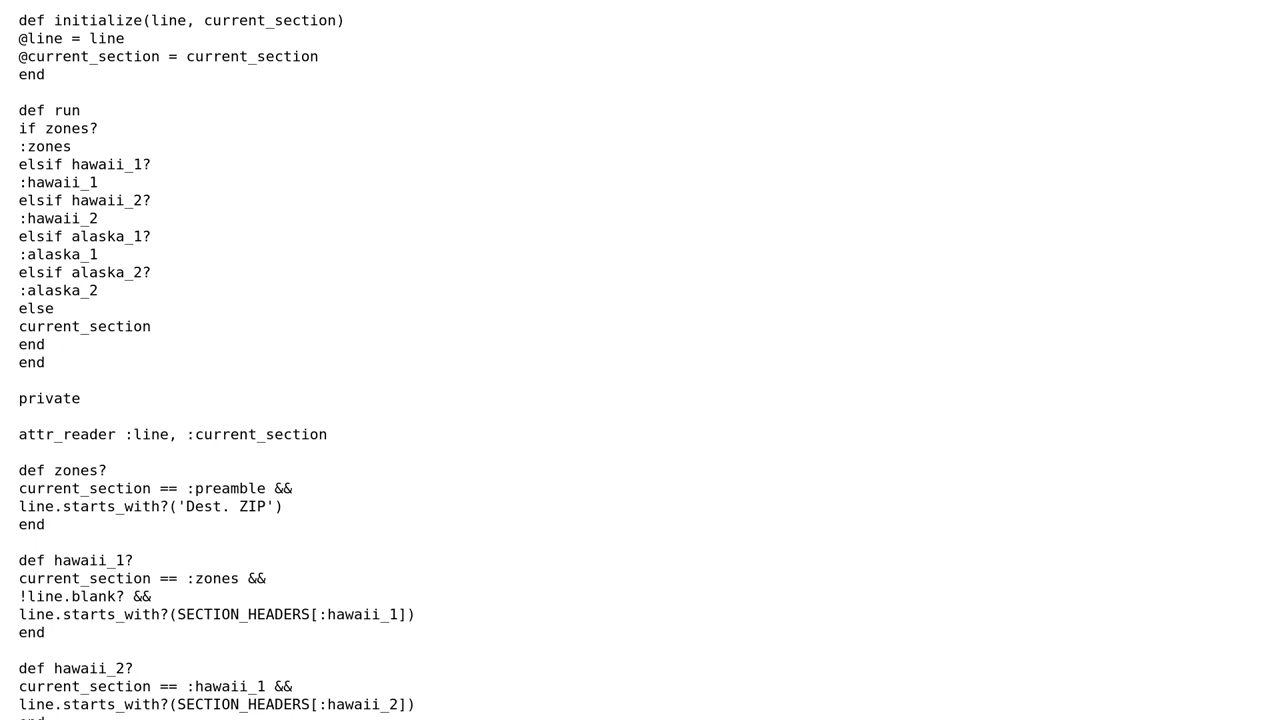 def initialize(line, current_section)
@line = line
@current_section = current_section
end

def run
if zones?
:zones
elsif hawaii_1?
:hawaii_1
elsif hawaii_2?
:hawaii_2
elsif alaska_1?
:alaska_1
elsif alaska_2?
:alaska_2
else
current_section
end
end

private

attr_reader :line, :current_section

def zones?
current_section == :preamble &&
line.starts_with?('Dest. ZIP')
end

def hawaii_1?
current_section == :zones &&
!line.blank? &&
line.starts_with?(SECTION_HEADERS[:hawaii_1])
end

def hawaii_2?
current_section == :hawaii_1 &&
line.starts_with?(SECTION_HEADERS[:hawaii_2])